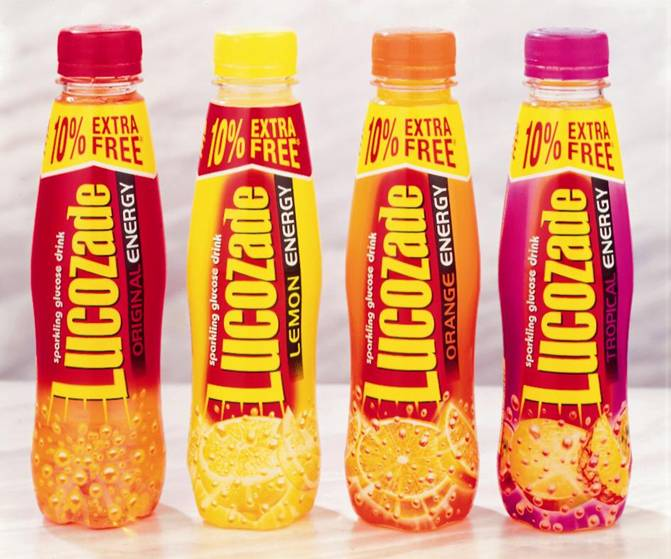 10% EXTRA
FREE
sparkling glucose drink
Lucozade
ORIGINAL ENERGY
10% EXTRA
FREE
sparkling glucose drink
Lucozade
LEMON ENERGY
10% EXTRA
FREE
sparkling glucose drink
Lucozade
ORANGE ENERGY
10% EXTRA
FREE
sparkling glucose drink
Lucozade
TROPICAL ENERGY